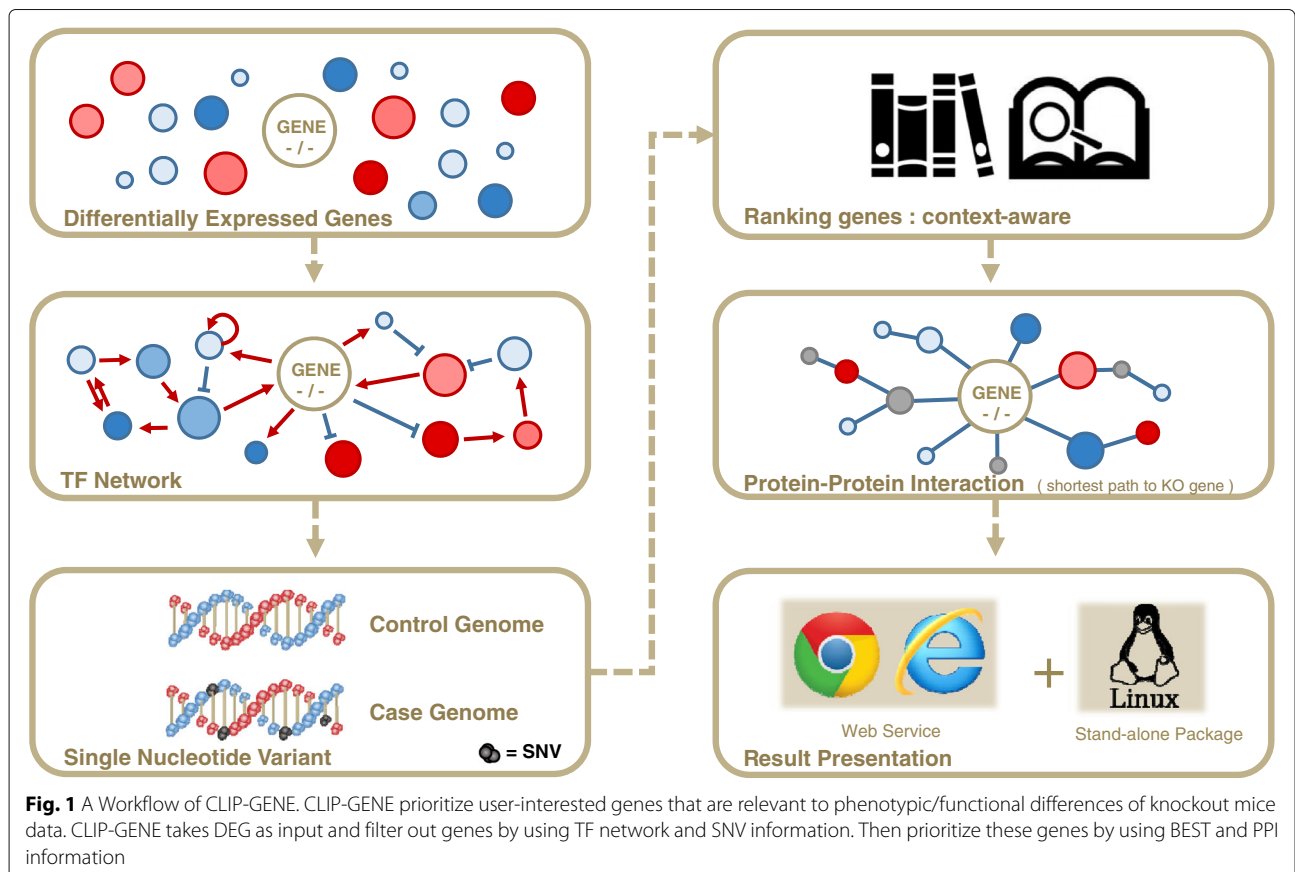 GENE
- / -
Differentially Expressed Genes
GENE
- / -
TF Network
Control Genome
Case Genome
Single Nucleotide Variant
= SNV
Ranking genes : context-aware
GENE
- / -
Protein-Protein Interaction ( shortest path to KO gene )
+
Linux
Web Service
Stand-alone Package
Result Presentation
Fig. 1 A Workflow of CLIP-GENE. CLIP-GENE prioritize user-interested genes that are relevant to phenotypic/functional differences of knockout mice
data. CLIP-GENE takes DEG as input and filter out genes by using TF network and SNV information. Then prioritize these genes by using BEST and PPI
information